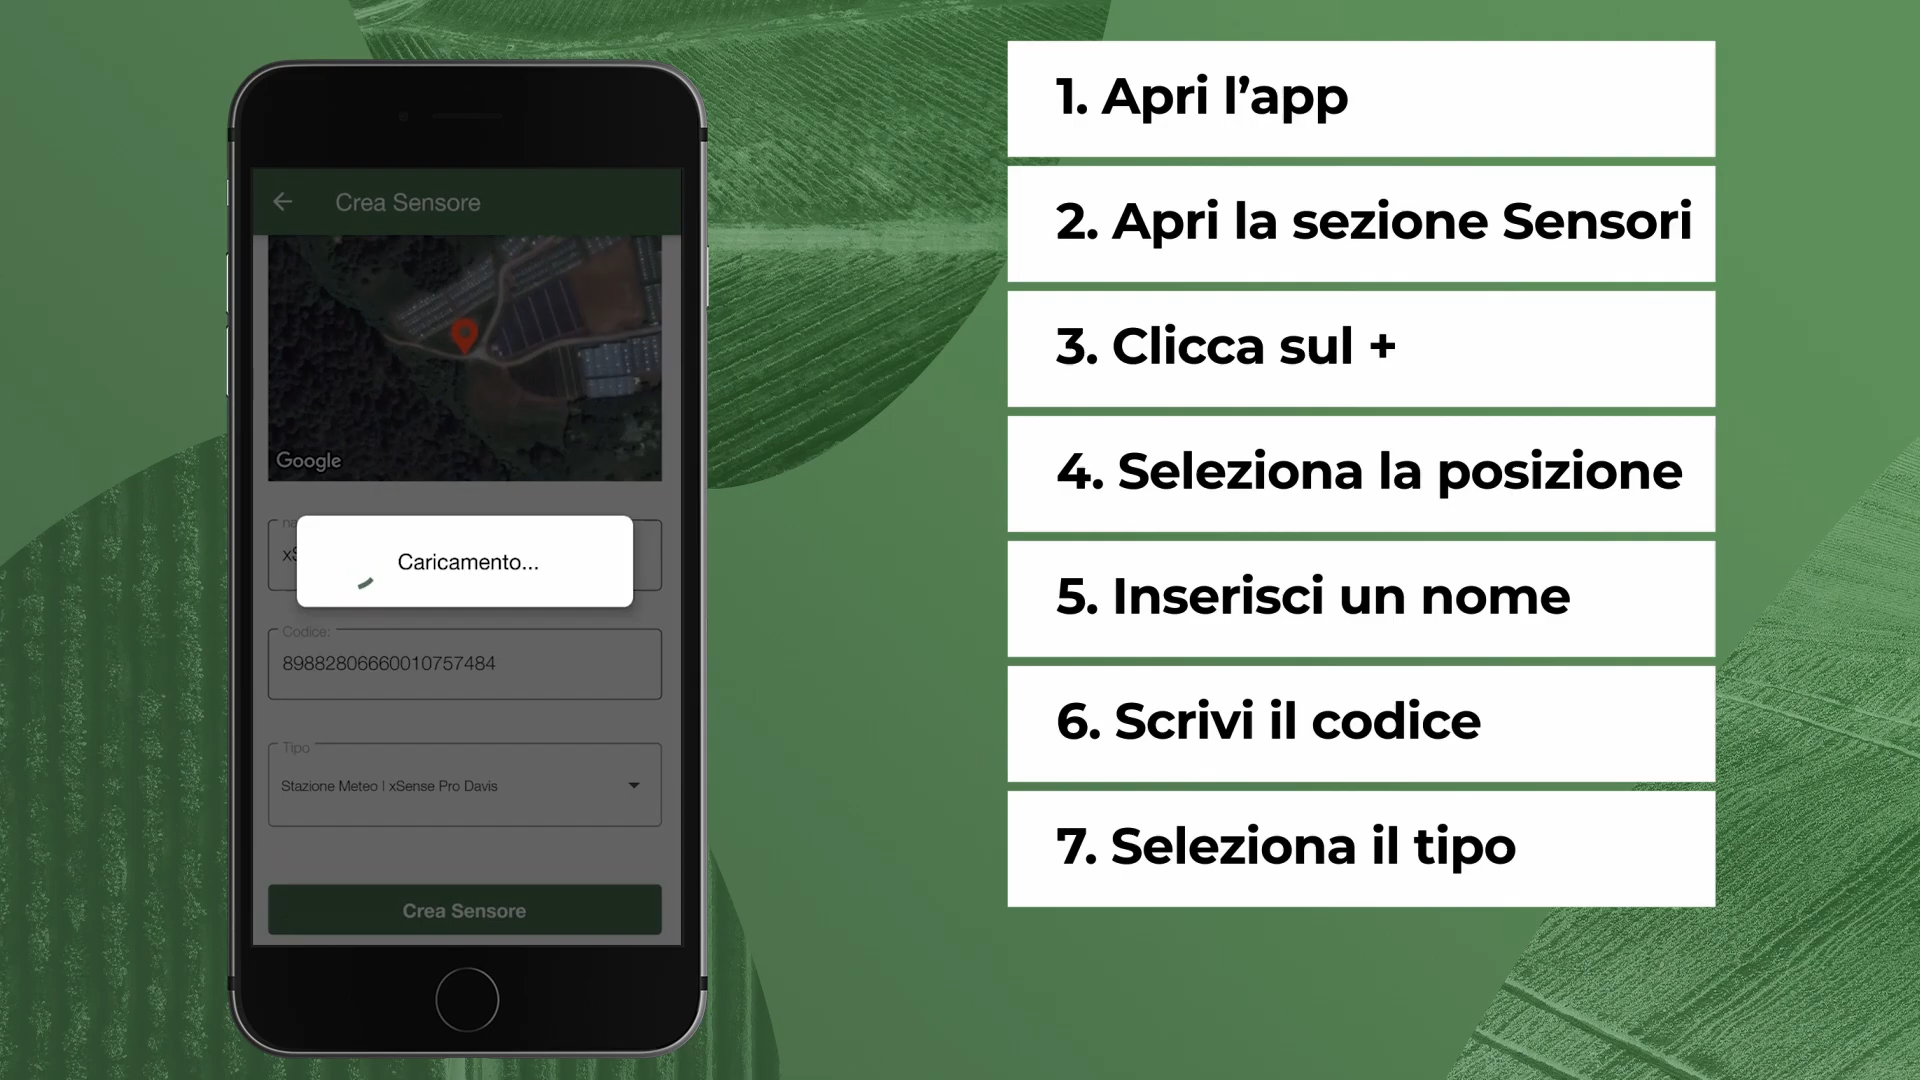 Crea Sensore
Google
Caricamento...
Codice:
89882806660010757484
Tipo
Stazione Meteo | xSense Pro Davis
Crea Sensore
1. Apri l’app
2. Apri la sezione Sensori
3. Clicca sul +
4. Seleziona la posizione
5. Inserisci un nome
6. Scrivi il codice
7. Seleziona il tipo